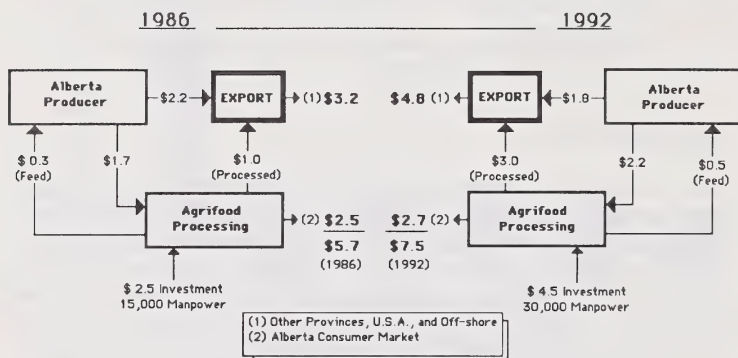 1986
1992
Alberta
Producer
$2.2
EXPORT
(1) $3.2
$4.8 (1)
EXPORT
$1.8
Alberta
Producer
$ 0.3
(Feed)
$1.7
$1.0
(Processed)
$3.0
(Processed)
$2.2
$0.5
(Feed)
Agrifood
Processing
(2) $2.5
$5.7
(1986)
$2.7 (2)
$7.5
(1992)
Agrifood
Processing
$ 2.5 Investment
15,000 Manpower
$ 4.5 Investment
30,000 Manpower
(1) Other Provinces, U.S.A., and Off-shore
(2) Alberta Consumer Market